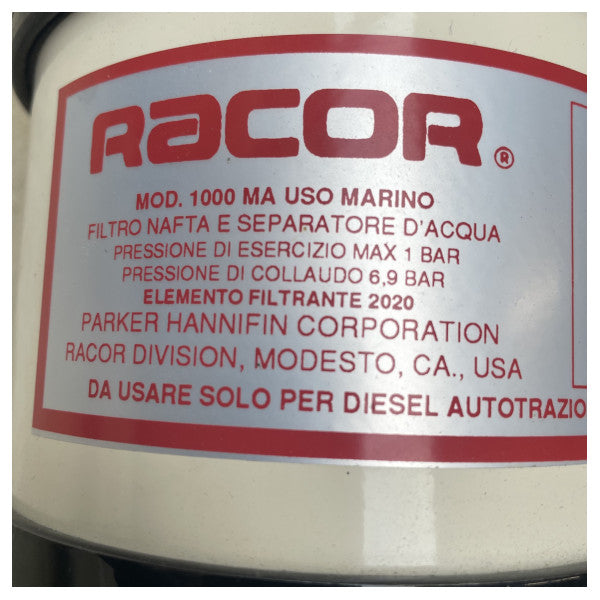 RACOR®
MOD. 1000 MA USO MARINO
FILTRO NAFTA E SEPARATORE D'ACQUA
PRESSIONE DI ESERCIZIO MAX 1 BAR
PRESSIONE DI COLLAUDO 6,9 BAR
ELEMENTO FILTRANTE 2020
PARKER HANNIFIN CORPORATION
RACOR DIVISION, MODESTO, CA., USA
DA USARE SOLO PER DIESEL AUTOTRAZIO